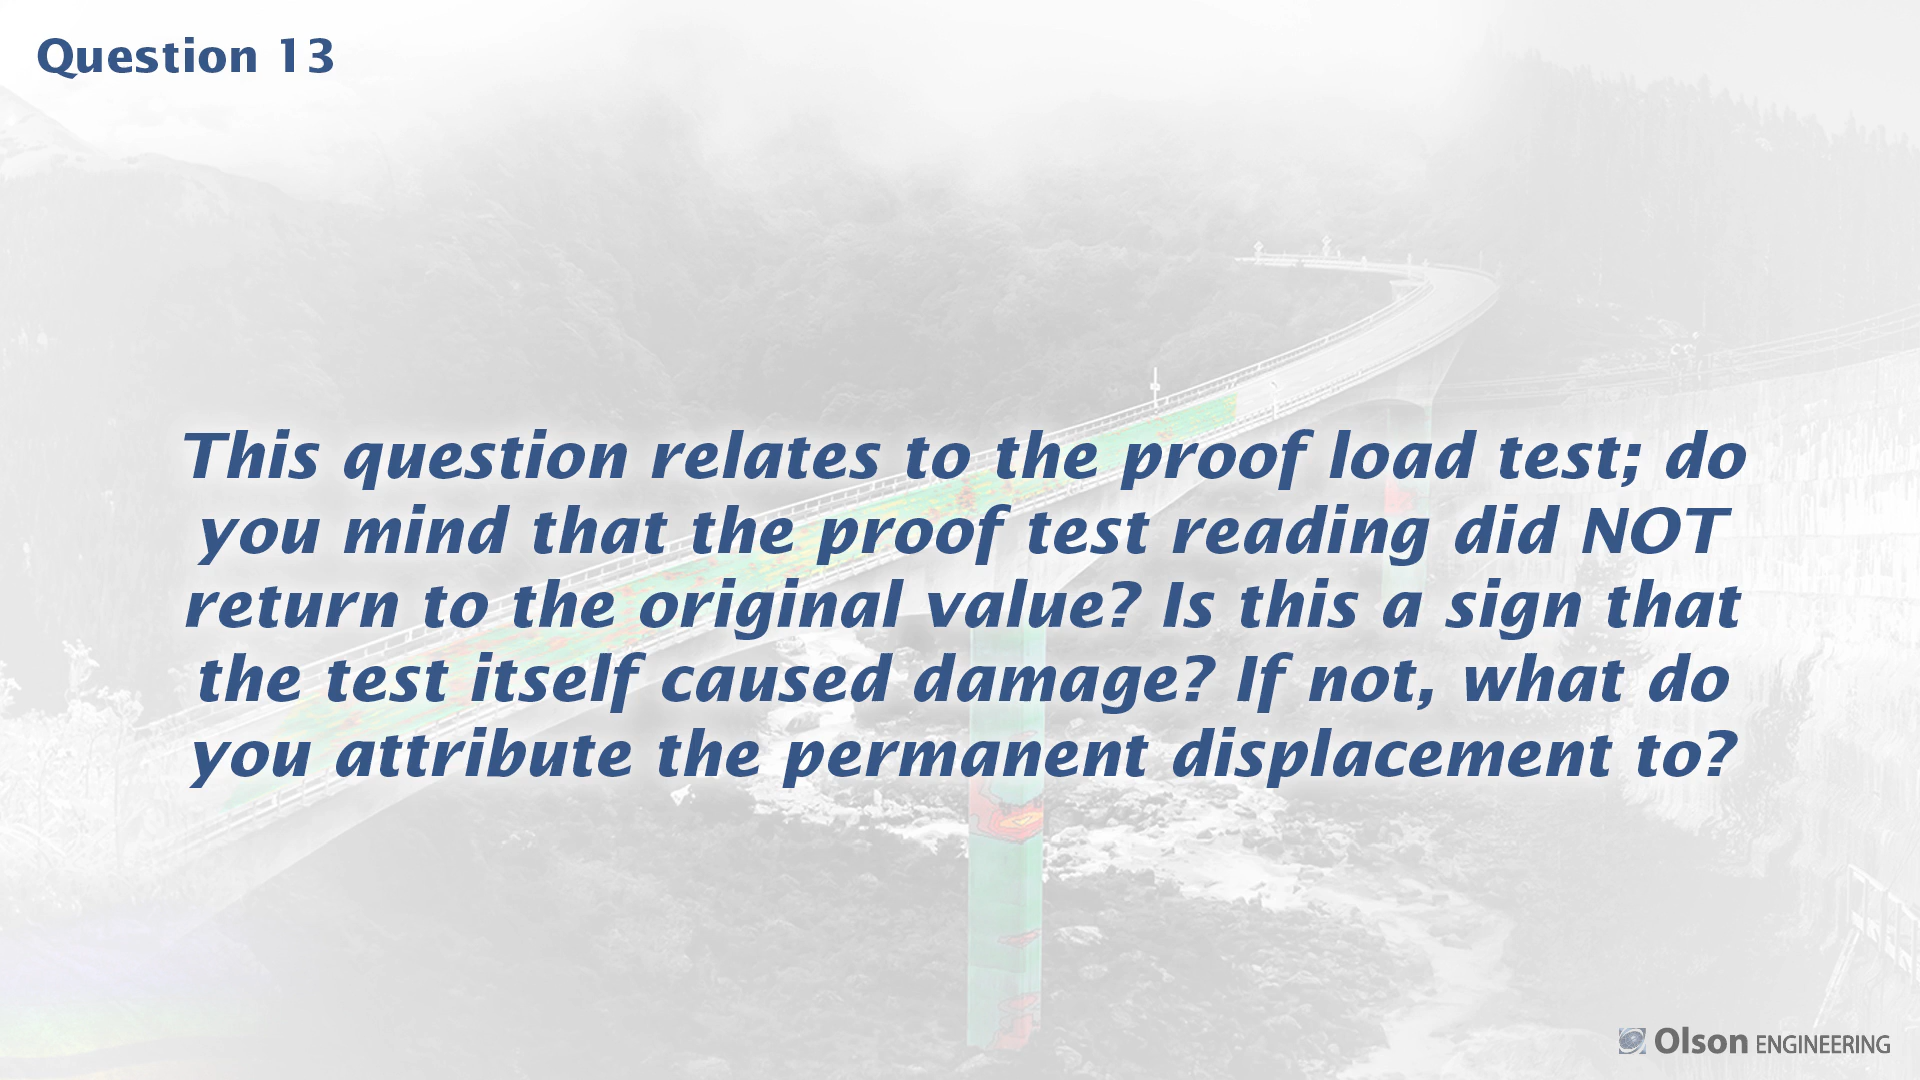 Question 13
This question relates to the proof load test; do
you mind that the proof test reading did NOT
return to the original value? Is this a sign that
the test itself caused damage? If not, what do
you attribute the permanent displacement to?
Olson ENGINEERING